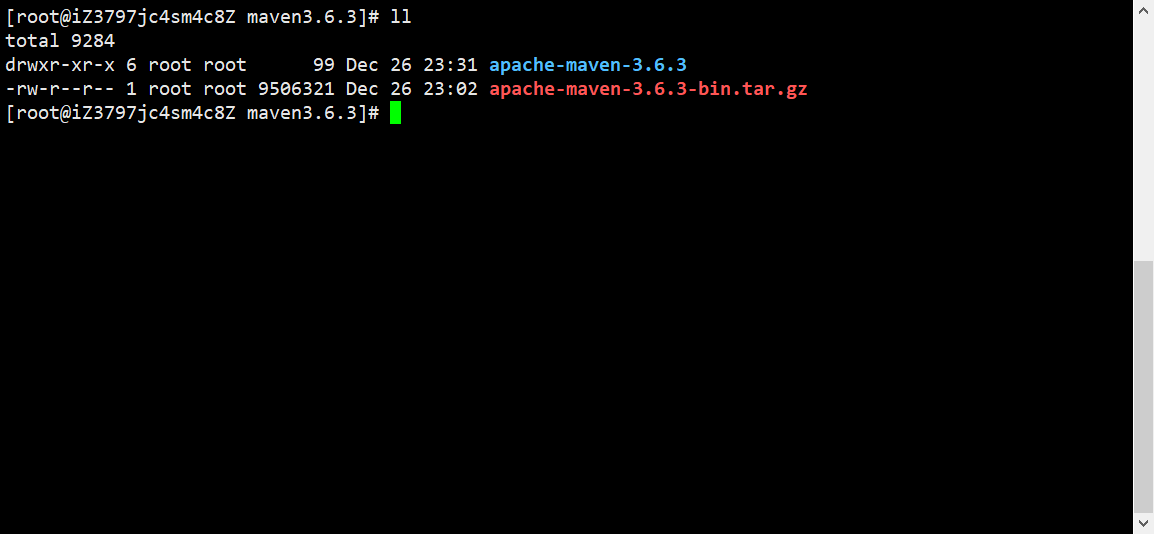 [root@iZ3797jc4sm4c8Z maven3.6.3]# ll
total 9284
drwxr-xr-x 6 root root      99 Dec 26 23:31 apache-maven-3.6.3
-rw-r--r-- 1 root root 9506321 Dec 26 23:02 apache-maven-3.6.3-bin.tar.gz
[root@iZ3797jc4sm4c8Z maven3.6.3]#